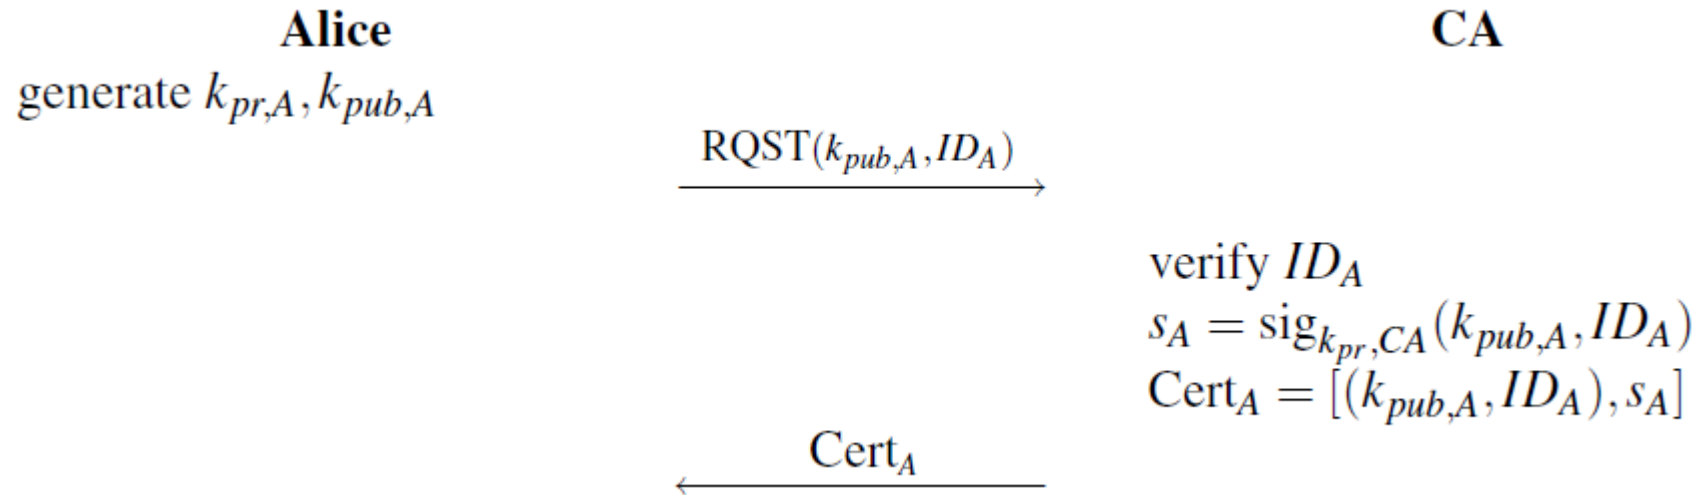 Alice
CA
generate k_{pr,A}, k_{pub,A}
RQST(k_{pub,A}, ID_A)
verify ID_A
s_A = sig_{k_{pr},CA}(k_{pub,A}, ID_A)
Cert_A = [(k_{pub,A}, ID_A), s_A]
Cert_A